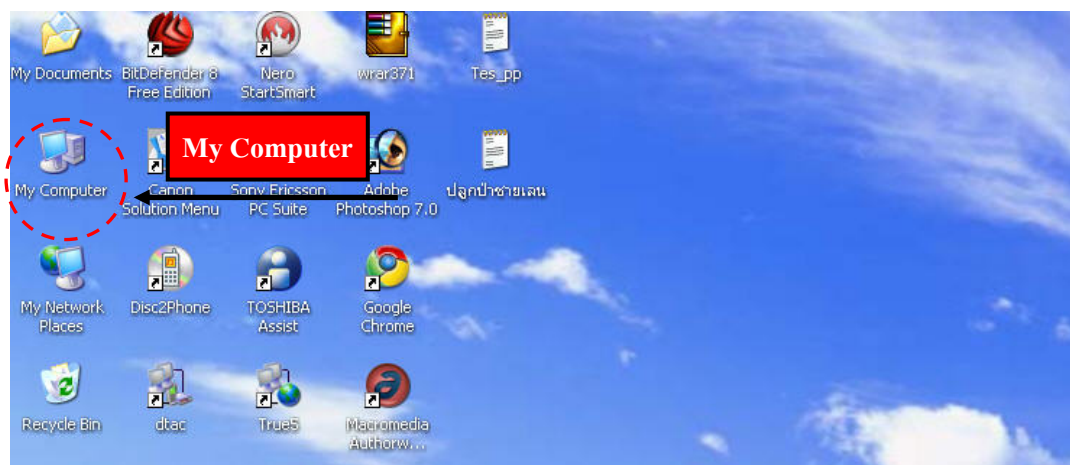 My Documents
BitDefender 8
Free Edition
Nero
StartSmart
wrar371
Tes_pp
My Computer
My Computer
Canon
Solution Menu
Sony Ericsson
PC Suite
Adobe
Photoshop 7.0
ปลูกป่าชายเลน
My Network
Places
Disc2Phone
TOSHIBA
Assist
Google
Chrome
Recycle Bin
dtac
True5
Macromedia
Authorw...